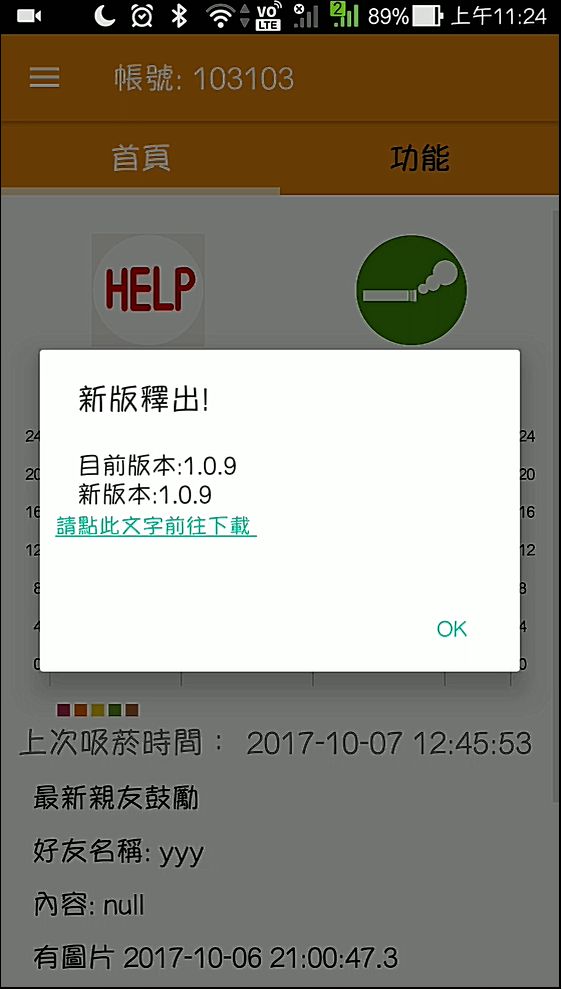 VO LTE 2 89% 上午11:24
帳號: 103103
首頁 功能
HELP
新版釋出!
目前版本:1.0.9
新版本:1.0.9
請點此文字前往下載
OK
24 24
20 20
16 16
12 12
8 8
4 4
0 0
上次吸菸時間： 2017-10-07 12:45:53
最新親友鼓勵
好友名稱: yyy
內容: null
有圖片 2017-10-06 21:00:47.3